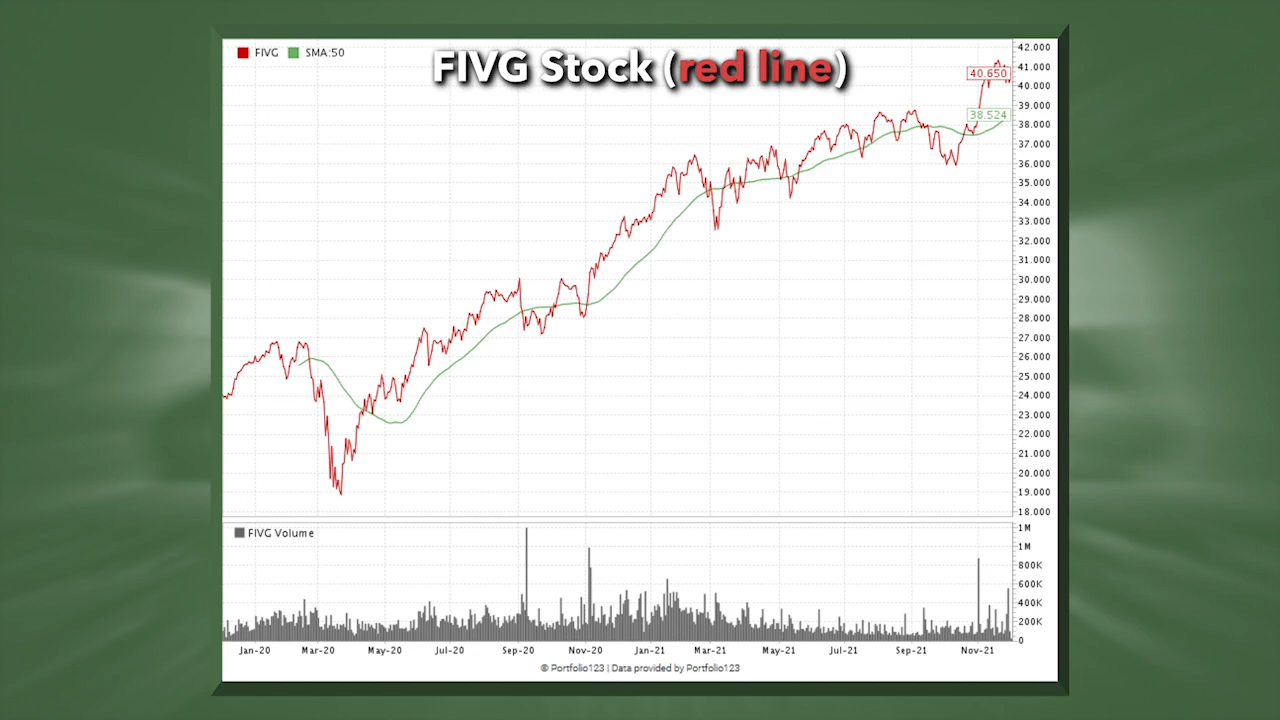 FIVG SMA:50
FIVG Stock (red line)
42.000
41.000
40.650
40.000
39.000
38.524
38.000
37.000
36.000
35.000
34.000
33.000
32.000
31.000
30.000
29.000
28.000
27.000
26.000
25.000
24.000
23.000
22.000
21.000
20.000
19.000
18.000
FIVG Volume
1M
1M
800K
600K
400K
200K
0
Jan-20 Mar-20 May-20 Jul-20 Sep-20 Nov-20 Jan-21 Mar-21 May-21 Jul-21 Sep-21 Nov-21
© Portfolio123 | Data provided by Portfolio123